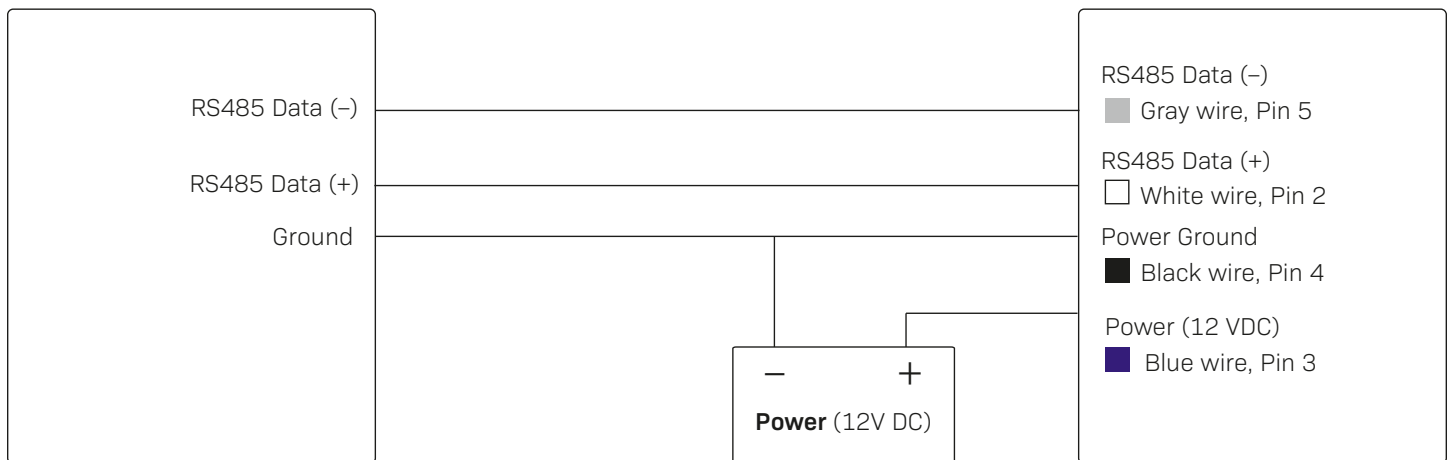 RS485 Data (–)
RS485 Data (+)
Ground
– +
Power (12V DC)
RS485 Data (–)
Gray wire, Pin 5
RS485 Data (+)
White wire, Pin 2
Power Ground
Black wire, Pin 4
Power (12 VDC)
Blue wire, Pin 3